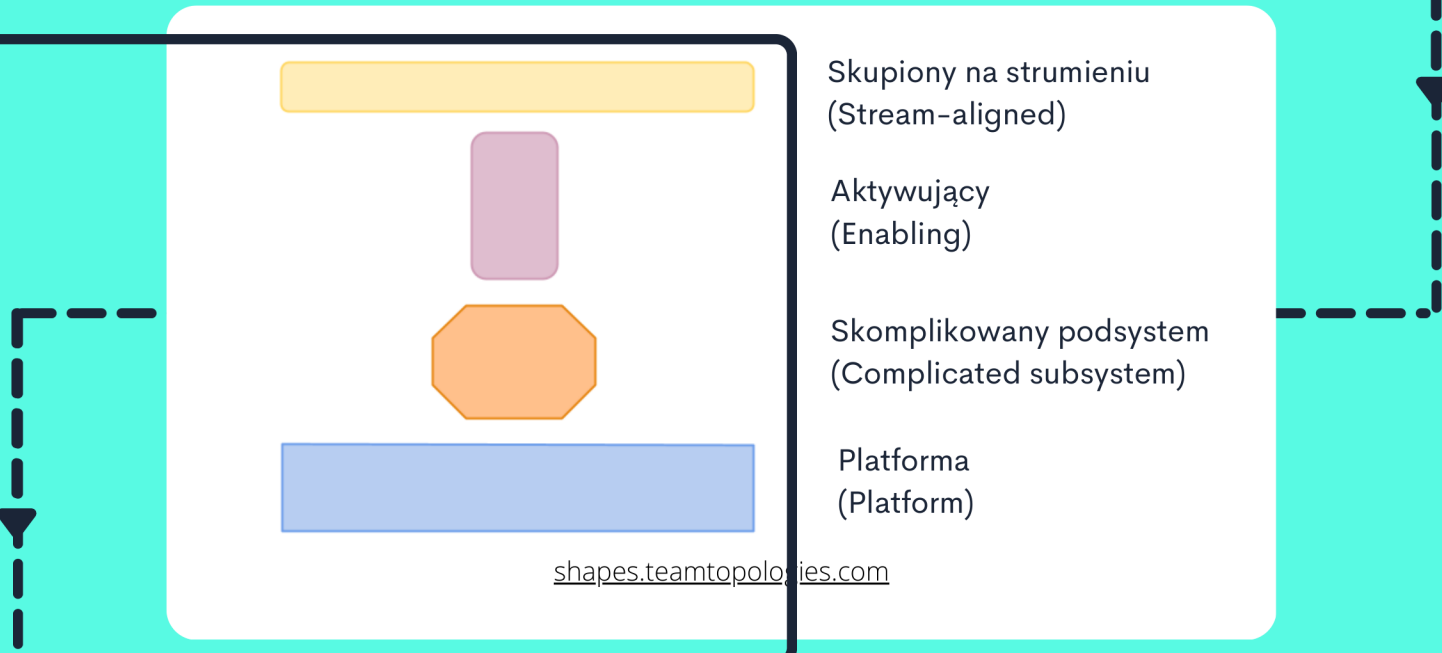 Skupiony na strumieniu
(Stream-aligned)
Aktywujący
(Enabling)
Skomplikowany podsystem
(Complicated subsystem)
Platforma
(Platform)
shapes.teamtopologies.com